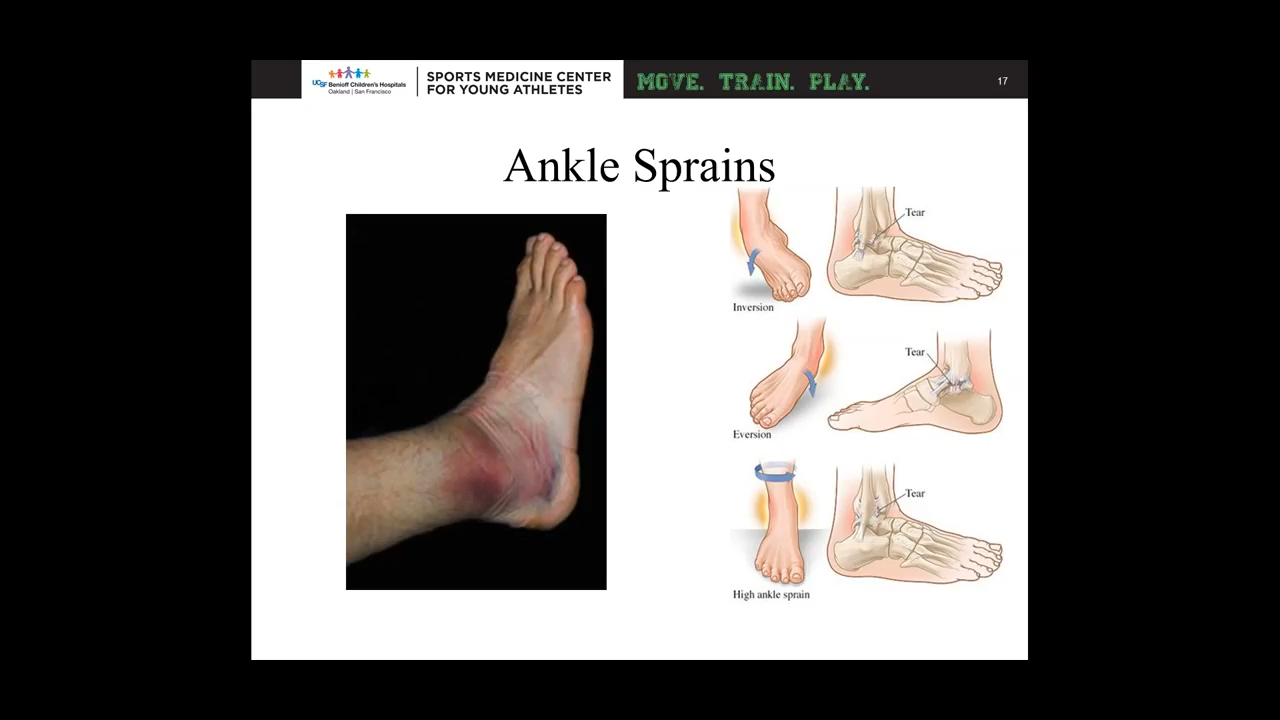 UCSF Benioff Children's Hospitals
Oakland | San Francisco
SPORTS MEDICINE CENTER
FOR YOUNG ATHLETES
MOVE. TRAIN. PLAY.
17
Ankle Sprains
Tear
Inversion
Tear
Eversion
Tear
High ankle sprain